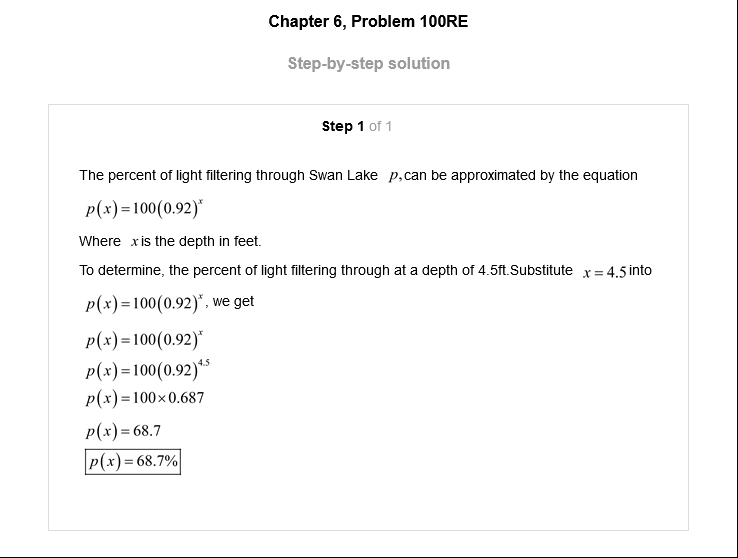 Chapter 6, Problem 100RE
Step-by-step solution
Step 1 of 1
The percent of light filtering through Swan Lake p, can be approximated by the equation
p(x)=100(0.92)^x
Where x is the depth in feet.
To determine, the percent of light filtering through at a depth of 4.5ft.Substitute x=4.5 into
p(x)=100(0.92)^x, we get
p(x)=100(0.92)^x
p(x)=100(0.92)^4.5
p(x)=100×0.687
p(x)=68.7
p(x)=68.7%